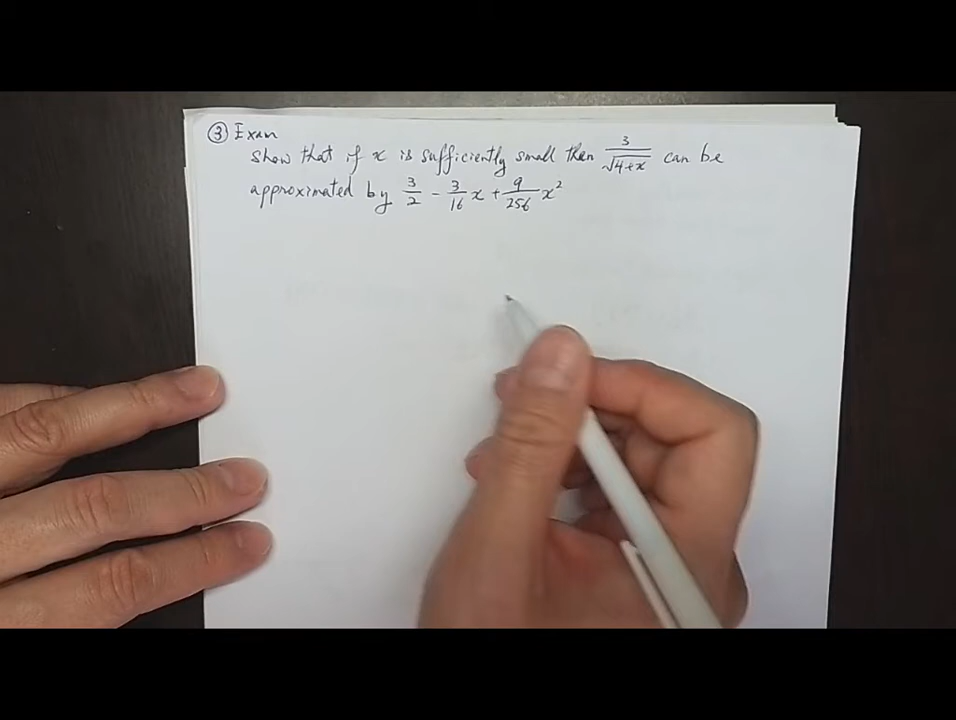 ③ Exam
show that if x is sufficiently small then 3/√(4+x) can be
approximated by 3/2 - 3/16 x + 9/256 x²